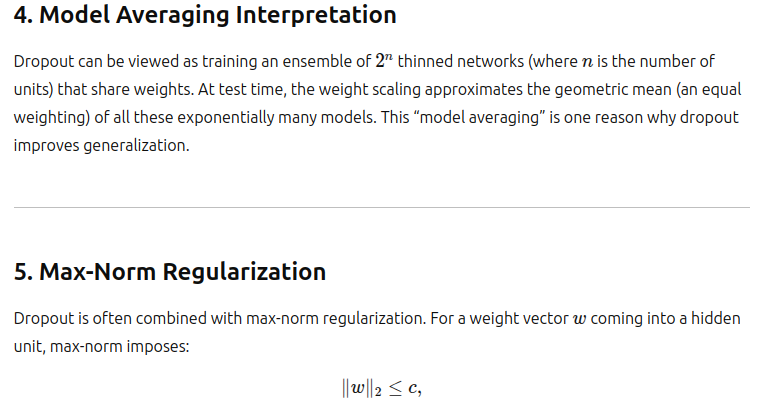 4. Model Averaging Interpretation
Dropout can be viewed as training an ensemble of 2ⁿ thinned networks (where n is the number of
units) that share weights. At test time, the weight scaling approximates the geometric mean (an equal
weighting) of all these exponentially many models. This “model averaging” is one reason why dropout
improves generalization.
5. Max-Norm Regularization
Dropout is often combined with max-norm regularization. For a weight vector w coming into a hidden
unit, max-norm imposes:
‖w‖₂ ≤ c,